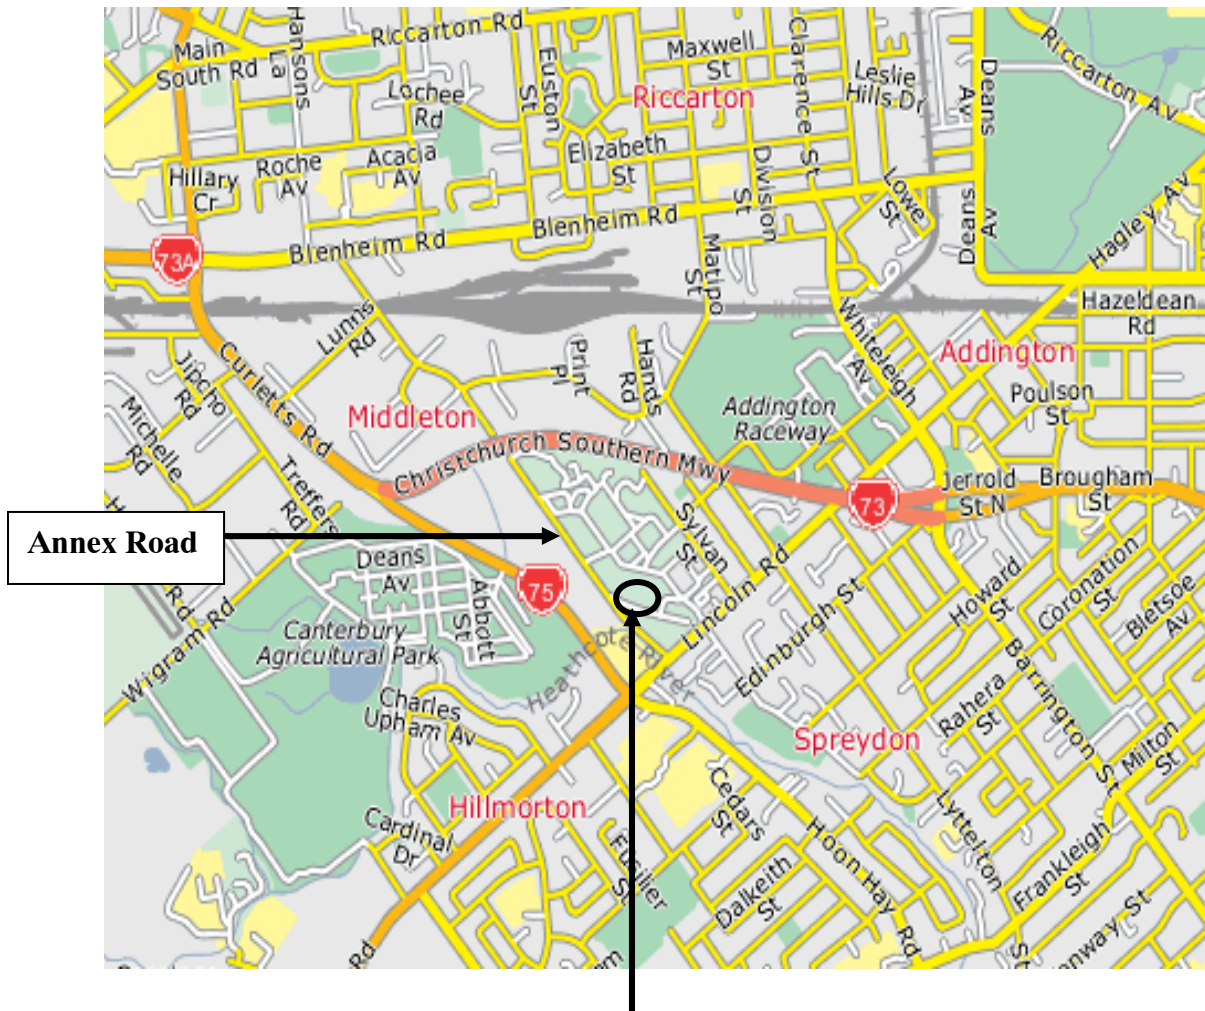 Main
South Rd
Hansons
La
Riccarton Rd
Euston
St
Maxwell
St
Clarence St
Leslie
Hills Dr
Deans
Av
Riccarton Av
Lochee
Rd
Riccarton
Hillary
Cr
Roche
Av
Acacia
Av
Elizabeth
St
Division
St
Lowe
St
Deans
Av
Hagley Av
Blenheim Rd
Blenheim Rd
73A
Matipo
St
Hazeldean
Rd
Lunns
Rd
Whiteleigh
Av
Addington
Jipcho
Rd
Curletts Rd
Print
Pl
Hands
Rd
Poulson
St
Michelle
Rd
Middleton
Addington
Raceway
Christchurch Southern Mwy
Treffers
Rd
73
Jerrold
St N
Brougham
St
H
Annex Road
Sylvan
St
Deans
Av
Abbott
St
75
Lincoln Rd
Edinburgh St
Howard
St
Coronation
St
Bletsoe
Av
Rd
Wigram Rd
Canterbury
Agricultural Park
Heathcote River
Barrington St
Charles
Upham Av
Rahera
St
Milton
St
Spreydon
Hillmorton
Cedars
St
Cardinal
Dr
Hoon Hay
Rd
Lyttelton
St
Frankleigh
St
Fusilier
St
Dalkeith
St
Rd